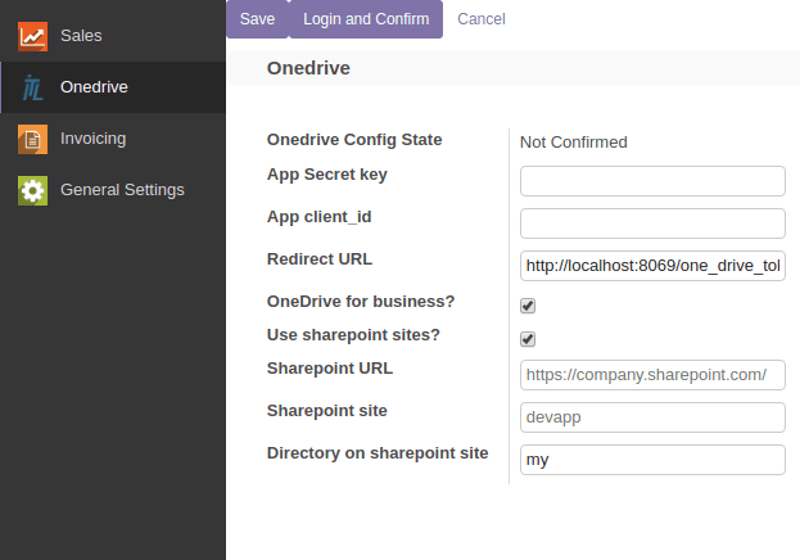 Save Login and Confirm Cancel
Sales
Onedrive
Invoicing
General Settings
Onedrive
Onedrive Config State Not Confirmed
App Secret key
App client_id
Redirect URL http://localhost:8069/one_drive_tol
OneDrive for business?
Use sharepoint sites?
Sharepoint URL https://company.sharepoint.com/
Sharepoint site devapp
Directory on sharepoint site my